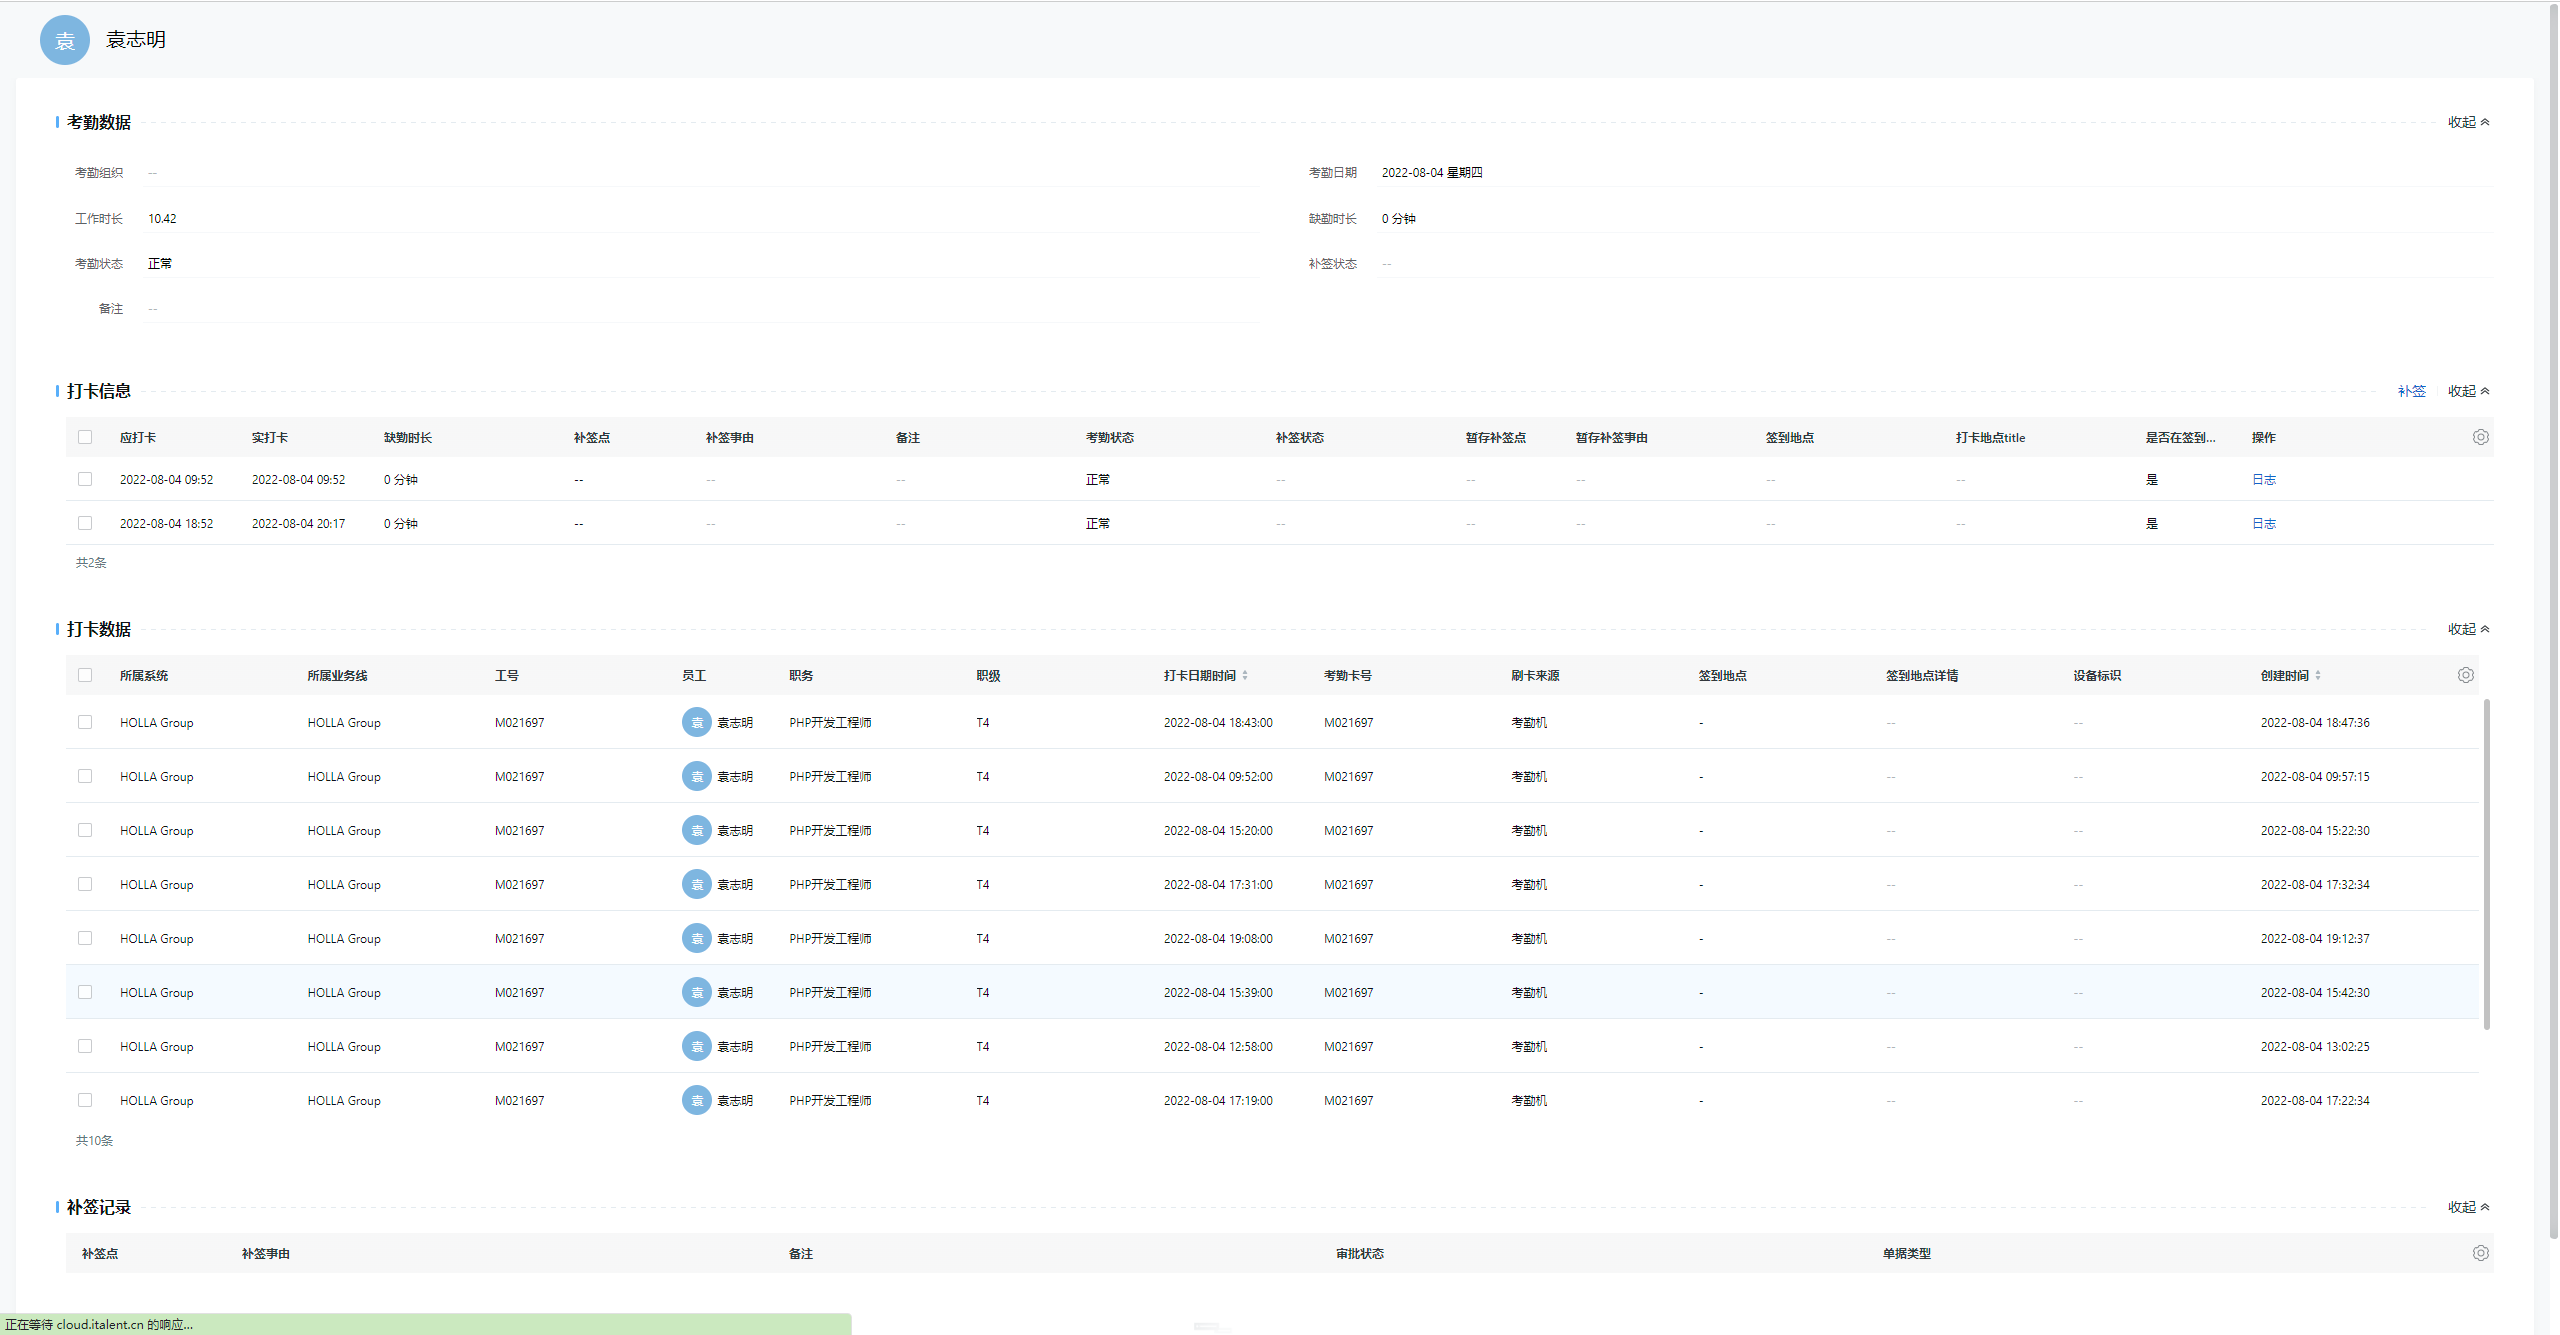 袁 袁志明
考勤数据 收起
考勤组织 -- 考勤日期 2022-08-04 星期四
工作时长 10.42 缺勤时长 0 分钟
考勤状态 正常 补签状态 --
备注 --
打卡信息 补签 收起
应打卡 实打卡 缺勤时长 补签点 补签事由 备注 考勤状态 补签状态 暂存补签点 暂存补签事由 签到地点 打卡地点title 是否在签到... 操作
2022-08-04 09:52 2022-08-04 09:52 0 分钟 -- -- -- 正常 -- -- -- -- -- 是 日志
2022-08-04 18:52 2022-08-04 20:17 0 分钟 -- -- -- 正常 -- -- -- -- -- 是 日志
共2条
打卡数据 收起
所属系统 所属业务线 工号 员工 职务 职级 打卡日期时间 考勤卡号 刷卡来源 签到地点 签到地点详情 设备标识 创建时间
HOLLA Group HOLLA Group M021697 袁 袁志明 PHP开发工程师 T4 2022-08-04 18:43:00 M021697 考勤机 - -- -- 2022-08-04 18:47:36
HOLLA Group HOLLA Group M021697 袁 袁志明 PHP开发工程师 T4 2022-08-04 09:52:00 M021697 考勤机 - -- -- 2022-08-04 09:57:15
HOLLA Group HOLLA Group M021697 袁 袁志明 PHP开发工程师 T4 2022-08-04 15:20:00 M021697 考勤机 - -- -- 2022-08-04 15:22:30
HOLLA Group HOLLA Group M021697 袁 袁志明 PHP开发工程师 T4 2022-08-04 17:31:00 M021697 考勤机 - -- -- 2022-08-04 17:32:34
HOLLA Group HOLLA Group M021697 袁 袁志明 PHP开发工程师 T4 2022-08-04 19:08:00 M021697 考勤机 - -- -- 2022-08-04 19:12:37
HOLLA Group HOLLA Group M021697 袁 袁志明 PHP开发工程师 T4 2022-08-04 15:39:00 M021697 考勤机 - -- -- 2022-08-04 15:42:30
HOLLA Group HOLLA Group M021697 袁 袁志明 PHP开发工程师 T4 2022-08-04 12:58:00 M021697 考勤机 - -- -- 2022-08-04 13:02:25
HOLLA Group HOLLA Group M021697 袁 袁志明 PHP开发工程师 T4 2022-08-04 17:19:00 M021697 考勤机 - -- -- 2022-08-04 17:22:34
共10条
补签记录 收起
补签点 补签事由 备注 审批状态 单据类型
正在等待 cloud.italent.cn 的响应...